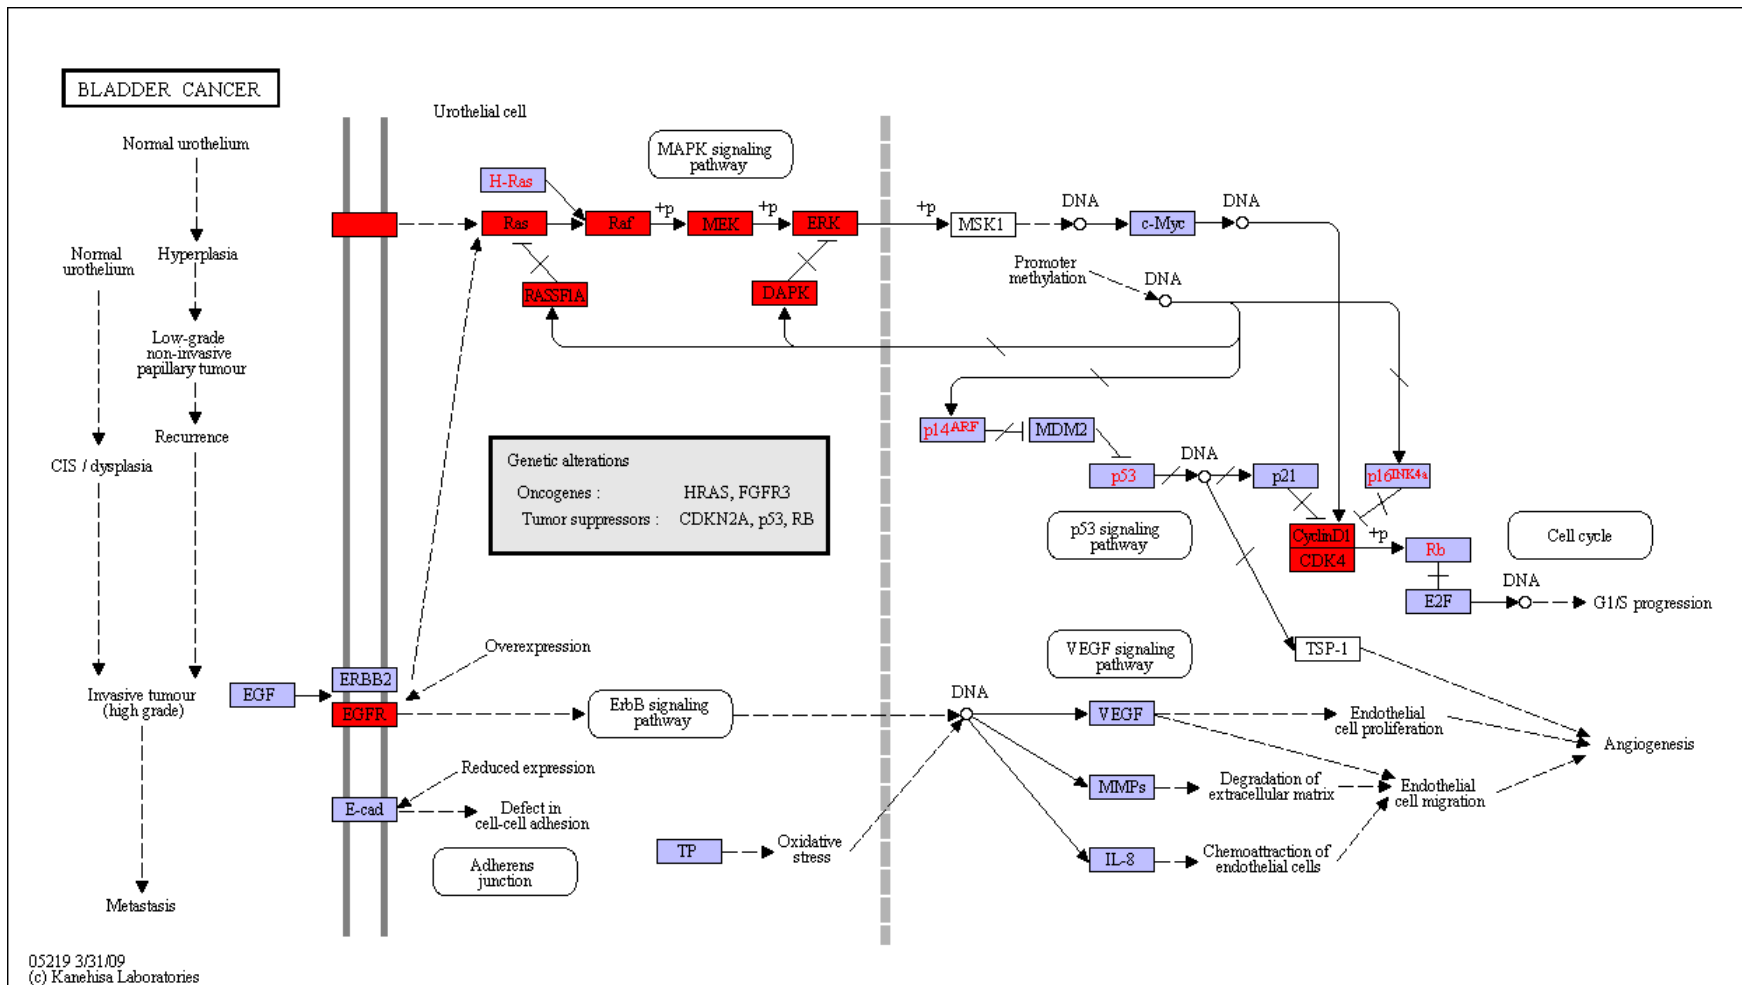 BLADDER CANCER
Normal urothelium
Hyperplasia
Normal
urothelium
Low-grade
non-invasive
papillary tumour
Recurrence
CIS / dysplasia
Invasive tumour
(high grade)
Metastasis
Urothelial cell
MAPK signaling
pathway
H-Ras
Ras
Raf
+p
MEK
+p
ERK
+p
MSK1
DNA
c-Myc
DNA
RASSF1A
DAPK
Promoter
methylation
DNA
p14ARF
MDM2
p53
DNA
p21
p16INK4a
Genetic alterations
Oncogenes : HRAS, FGFR3
Tumor suppressors : CDKN2A, p53, RB
p53 signaling
pathway
CyclinD1
CDK4
+p
Rb
Cell cycle
E2F
DNA
G1/S progression
TSP-1
Overexpression
EGF
ERBB2
EGFR
ErbB signaling
pathway
VEGF signaling
pathway
DNA
VEGF
Endothelial
cell proliferation
Angiogenesis
Reduced expression
E-cad
Defect in
cell-cell adhesion
Adherens
junction
TP
Oxidative
stress
MMPs
Degradation of
extracellular matrix
Endothelial
cell migration
IL-8
Chemoattraction of
endothelial cells
05219 3/31/09
(c) Kanehisa Laboratories